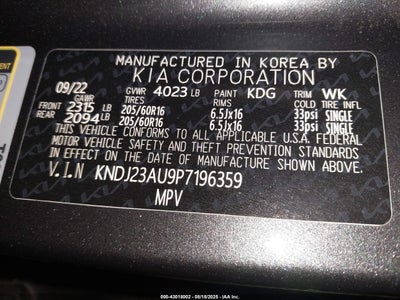 MANUFACTURED IN KOREA BY
KIA CORPORATION
09/22 GVWR 4023 LB PAINT KDG TRIM WK
GAWR TIRES RIMS COLD TIRE INFL
FRONT 2315 LB 205/60R16 6.5Jx16 33psi SINGLE
REAR 2094 LB 205/60R16 6.5Jx16 33psi SINGLE
THIS VEHICLE CONFORMS TO ALL APPLICABLE U.S.A. FEDERAL
MOTOR VEHICLE SAFETY AND THEFT PREVENTION STANDARDS
IN EFFECT ON THE DATE OF MANUFACTURE SHOWN ABOVE.
V.I.N KNDJ23AU9P7196359
MPV
000-43018002 - 08/18/2025 - IAA Inc.